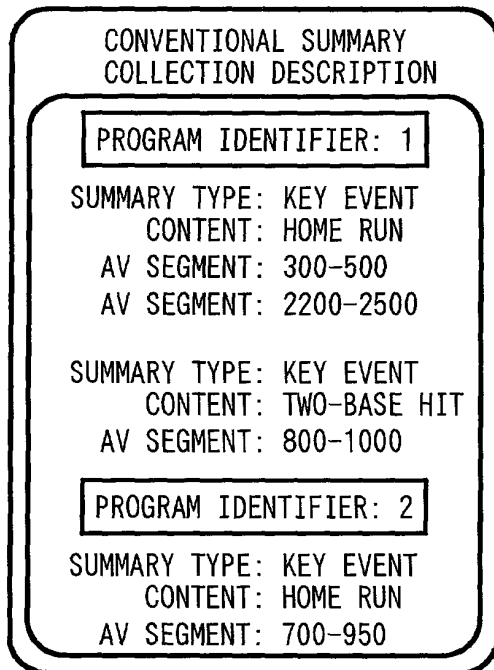 CONVENTIONAL SUMMARY
COLLECTION DESCRIPTION
PROGRAM IDENTIFIER: 1
SUMMARY TYPE: KEY EVENT
CONTENT: HOME RUN
AV SEGMENT: 300-500
AV SEGMENT: 2200-2500
SUMMARY TYPE: KEY EVENT
CONTENT: TWO-BASE HIT
AV SEGMENT: 800-1000
PROGRAM IDENTIFIER: 2
SUMMARY TYPE: KEY EVENT
CONTENT: HOME RUN
AV SEGMENT: 700-950